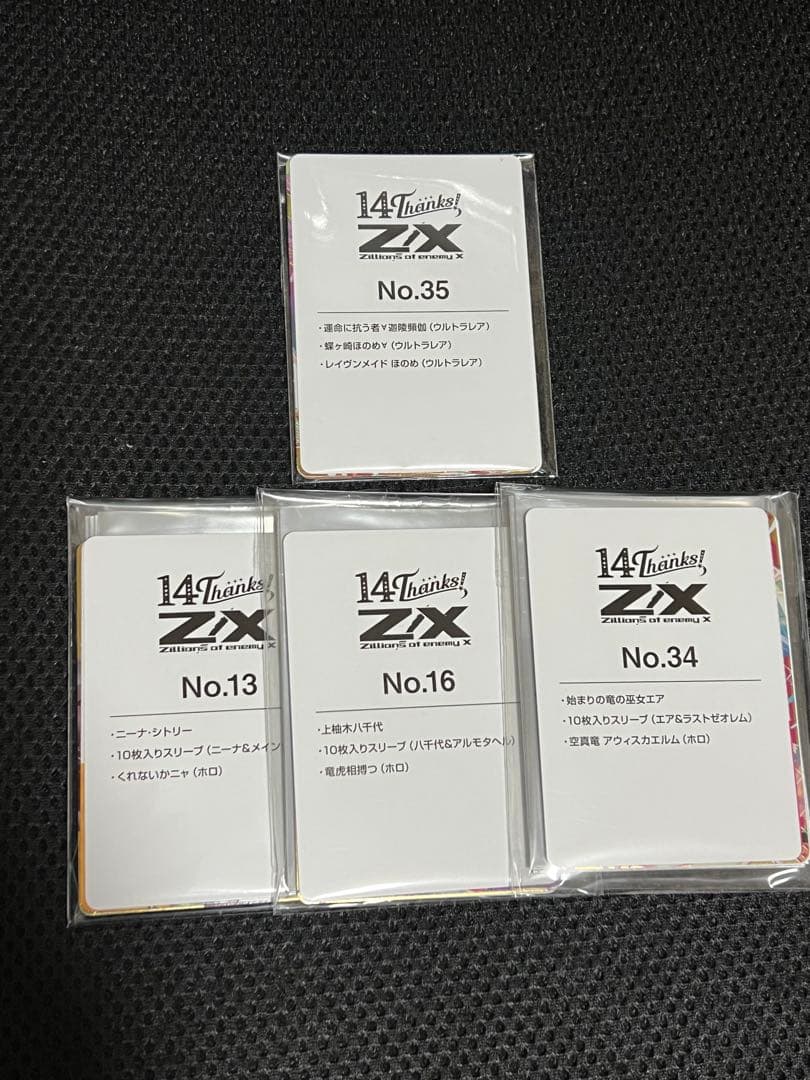 14 Thanks!
Z/X
Zillions of enemy X
No.35
・運命に抗う者∀迦陵頻伽(ウルトラレア)
・蝶ヶ崎ほのめ∀(ウルトラレア)
・レイヴンメイド ほのめ(ウルトラレア)
14 Thanks!
Z/X
Zillions of enemy X
No.13
・ニーナ・シトリー
・10枚入りスリーブ(ニーナ&メイン
・くれないかニャ(ホロ)
14 Thanks!
Z/X
Zillions of enemy X
No.16
・上柚木八千代
・10枚入りスリーブ(八千代&アルモタヘル)
・竜虎相搏つ(ホロ)
14 Thanks!
Z/X
Zillions of enemy X
No.34
・始まりの竜の巫女エア
・10枚入りスリーブ(エア&ラストゼオレム)
・空真竜 アウィスカエルム(ホロ)